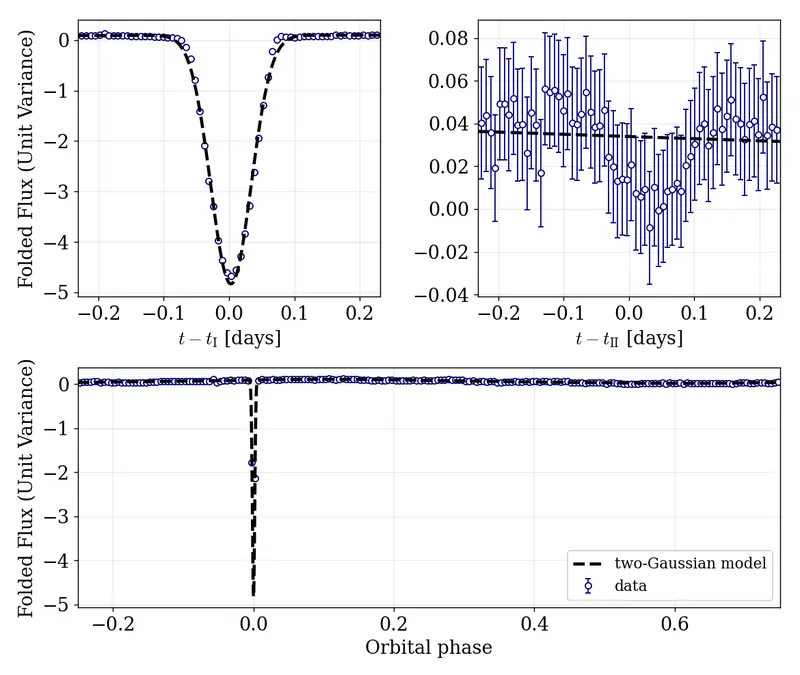 Folded Flux (Unit Variance)
0
−1
−2
−3
−4
−5
−0.2 −0.1 0.0 0.1 0.2
t − tI [days]
0.08
0.06
0.04
0.02
0.00
−0.02
−0.04
−0.2 −0.1 0.0 0.1 0.2
t − tII [days]
Folded Flux (Unit Variance)
0
−1
−2
−3
−4
−5
two-Gaussian model
data
−0.2 0.0 0.2 0.4 0.6
Orbital phase